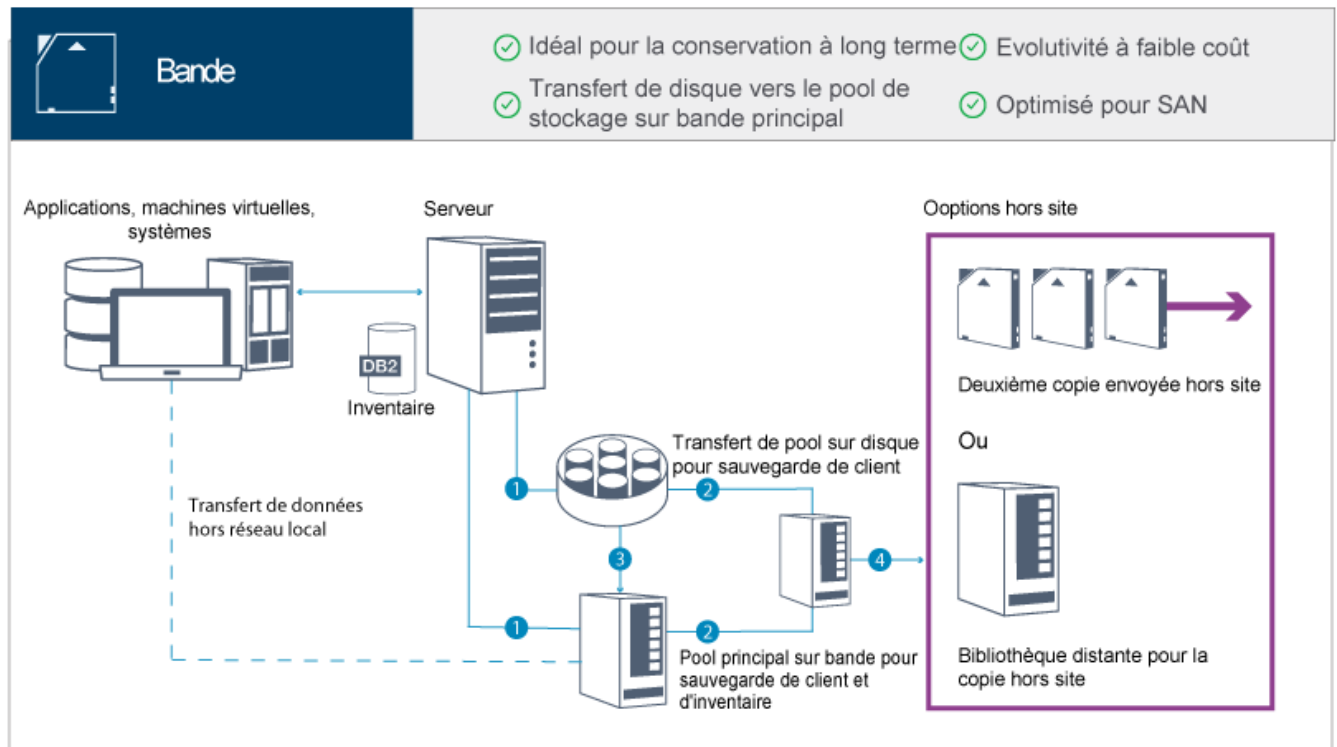 Bande
Idéal pour la conservation à long terme
Evolutivité à faible coût
Transfert de disque vers le pool de
stockage sur bande principal
Optimisé pour SAN
Applications, machines virtuelles,
systèmes
Serveur
Ooptions hors site
DB2
Inventaire
Deuxième copie envoyée hors site
Transfert de pool sur disque
pour sauvegarde de client
Ou
1
2
Transfert de données
hors réseau local
3
4
1
2
Pool principal sur bande pour
sauvegarde de client et
d'inventaire
Bibliothèque distante pour la
copie hors site